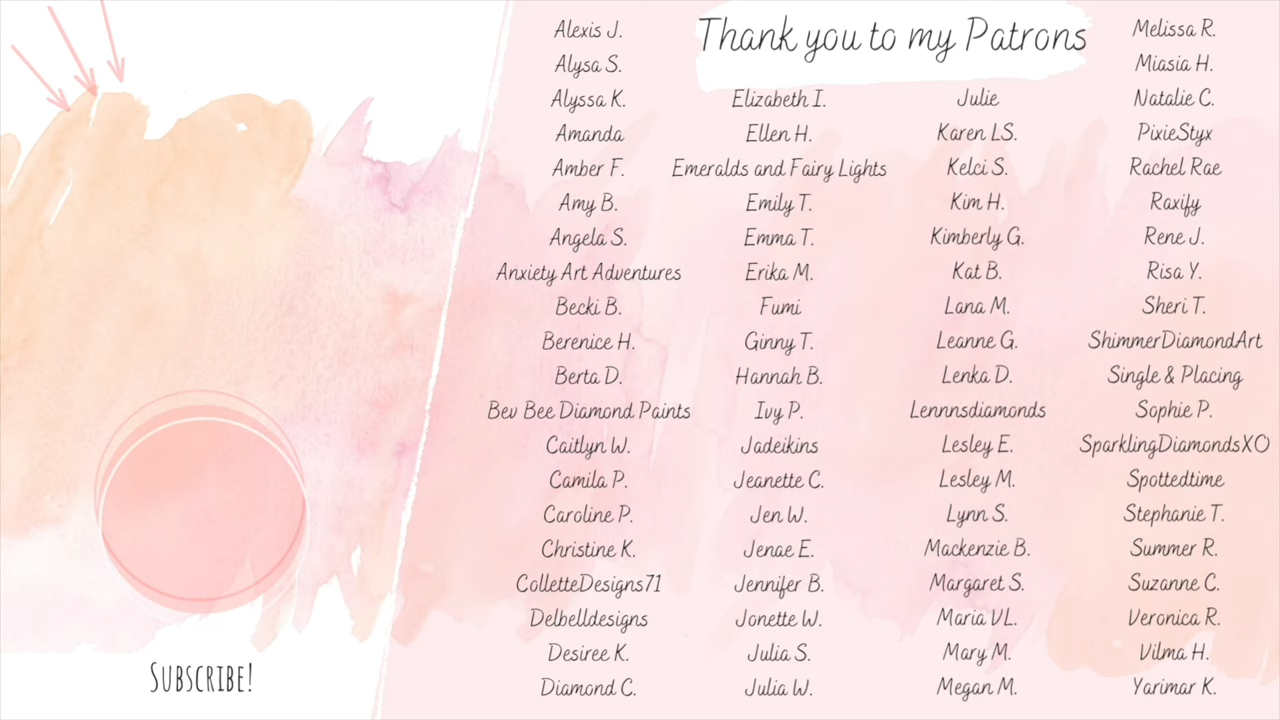 Thank you to my Patrons
Alexis J.
Alysa S.
Alyssa K.
Amanda
Amber F.
Amy B.
Angela S.
Anxiety Art Adventures
Becki B.
Berenice H.
Berta D.
Bev Bee Diamond Paints
Caitlyn W.
Camila P.
Caroline P.
Christine K.
ColletteDesigns71
Delbelldesigns
Desiree K.
Diamond C.
Elizabeth I.
Ellen H.
Emeralds and Fairy Lights
Emily T.
Emma T.
Erika M.
Fumi
Ginny T.
Hannah B.
Ivy P.
Jadeikins
Jeanette C.
Jen W.
Jenae E.
Jennifer B.
Jonette W.
Julia S.
Julia W.
Julie
Karen LS.
Kelci S.
Kim H.
Kimberly G.
Kat B.
Lana M.
Leanne G.
Lenka D.
Lennnsdiamonds
Lesley E.
Lesley M.
Lynn S.
Mackenzie B.
Margaret S.
Maria VL.
Mary M.
Megan M.
Melissa R.
Miasia H.
Natalie C.
PixieStyx
Rachel Rae
Raxify
Rene J.
Risa Y.
Sheri T.
ShimmerDiamondArt
Single & Placing
Sophie P.
SparklingDiamondsXO
Spottedtime
Stephanie T.
Summer R.
Suzanne C.
Veronica R.
Vilma H.
Yarimar K.
Subscribe!